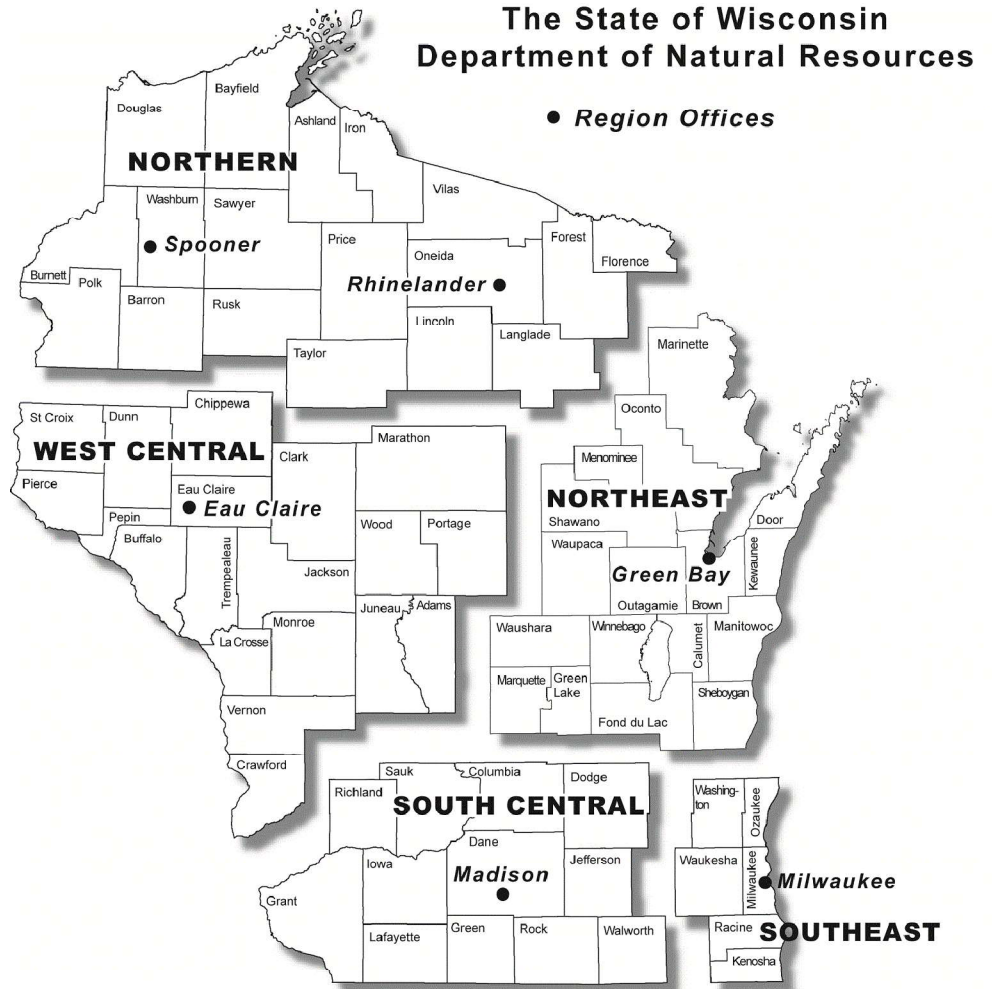 The State of Wisconsin
Department of Natural Resources
Region Offices
Douglas
Bayfield
Ashland
Iron
NORTHERN
Vilas
Washburn
Sawyer
Spooner
Price
Forest
Oneida
Florence
Burnett
Polk
Rhinelander
Barron
Rusk
Lincoln
Langlade
Taylor
Marinette
Chippewa
St Croix
Dunn
Oconto
WEST CENTRAL
Marathon
Clark
Menominee
Pierce
Eau Claire
Eau Claire
NORTHEAST
Pepin
Buffalo
Wood
Portage
Shawano
Door
Waupaca
Trempealeau
Jackson
Green Bay
Kewaunee
Juneau
Adams
Outagamie
Brown
Monroe
La Crosse
Waushara
Winnebago
Calumet
Manitowoc
Marquette
Green
Lake
Sheboygan
Vernon
Fond du Lac
Crawford
Sauk
Columbia
Dodge
Richland
SOUTH CENTRAL
Washing-
ton
Ozaukee
Dane
Iowa
Jefferson
Waukesha
Madison
Milwaukee
Milwaukee
Grant
Lafayette
Green
Rock
Walworth
Racine
SOUTHEAST
Kenosha